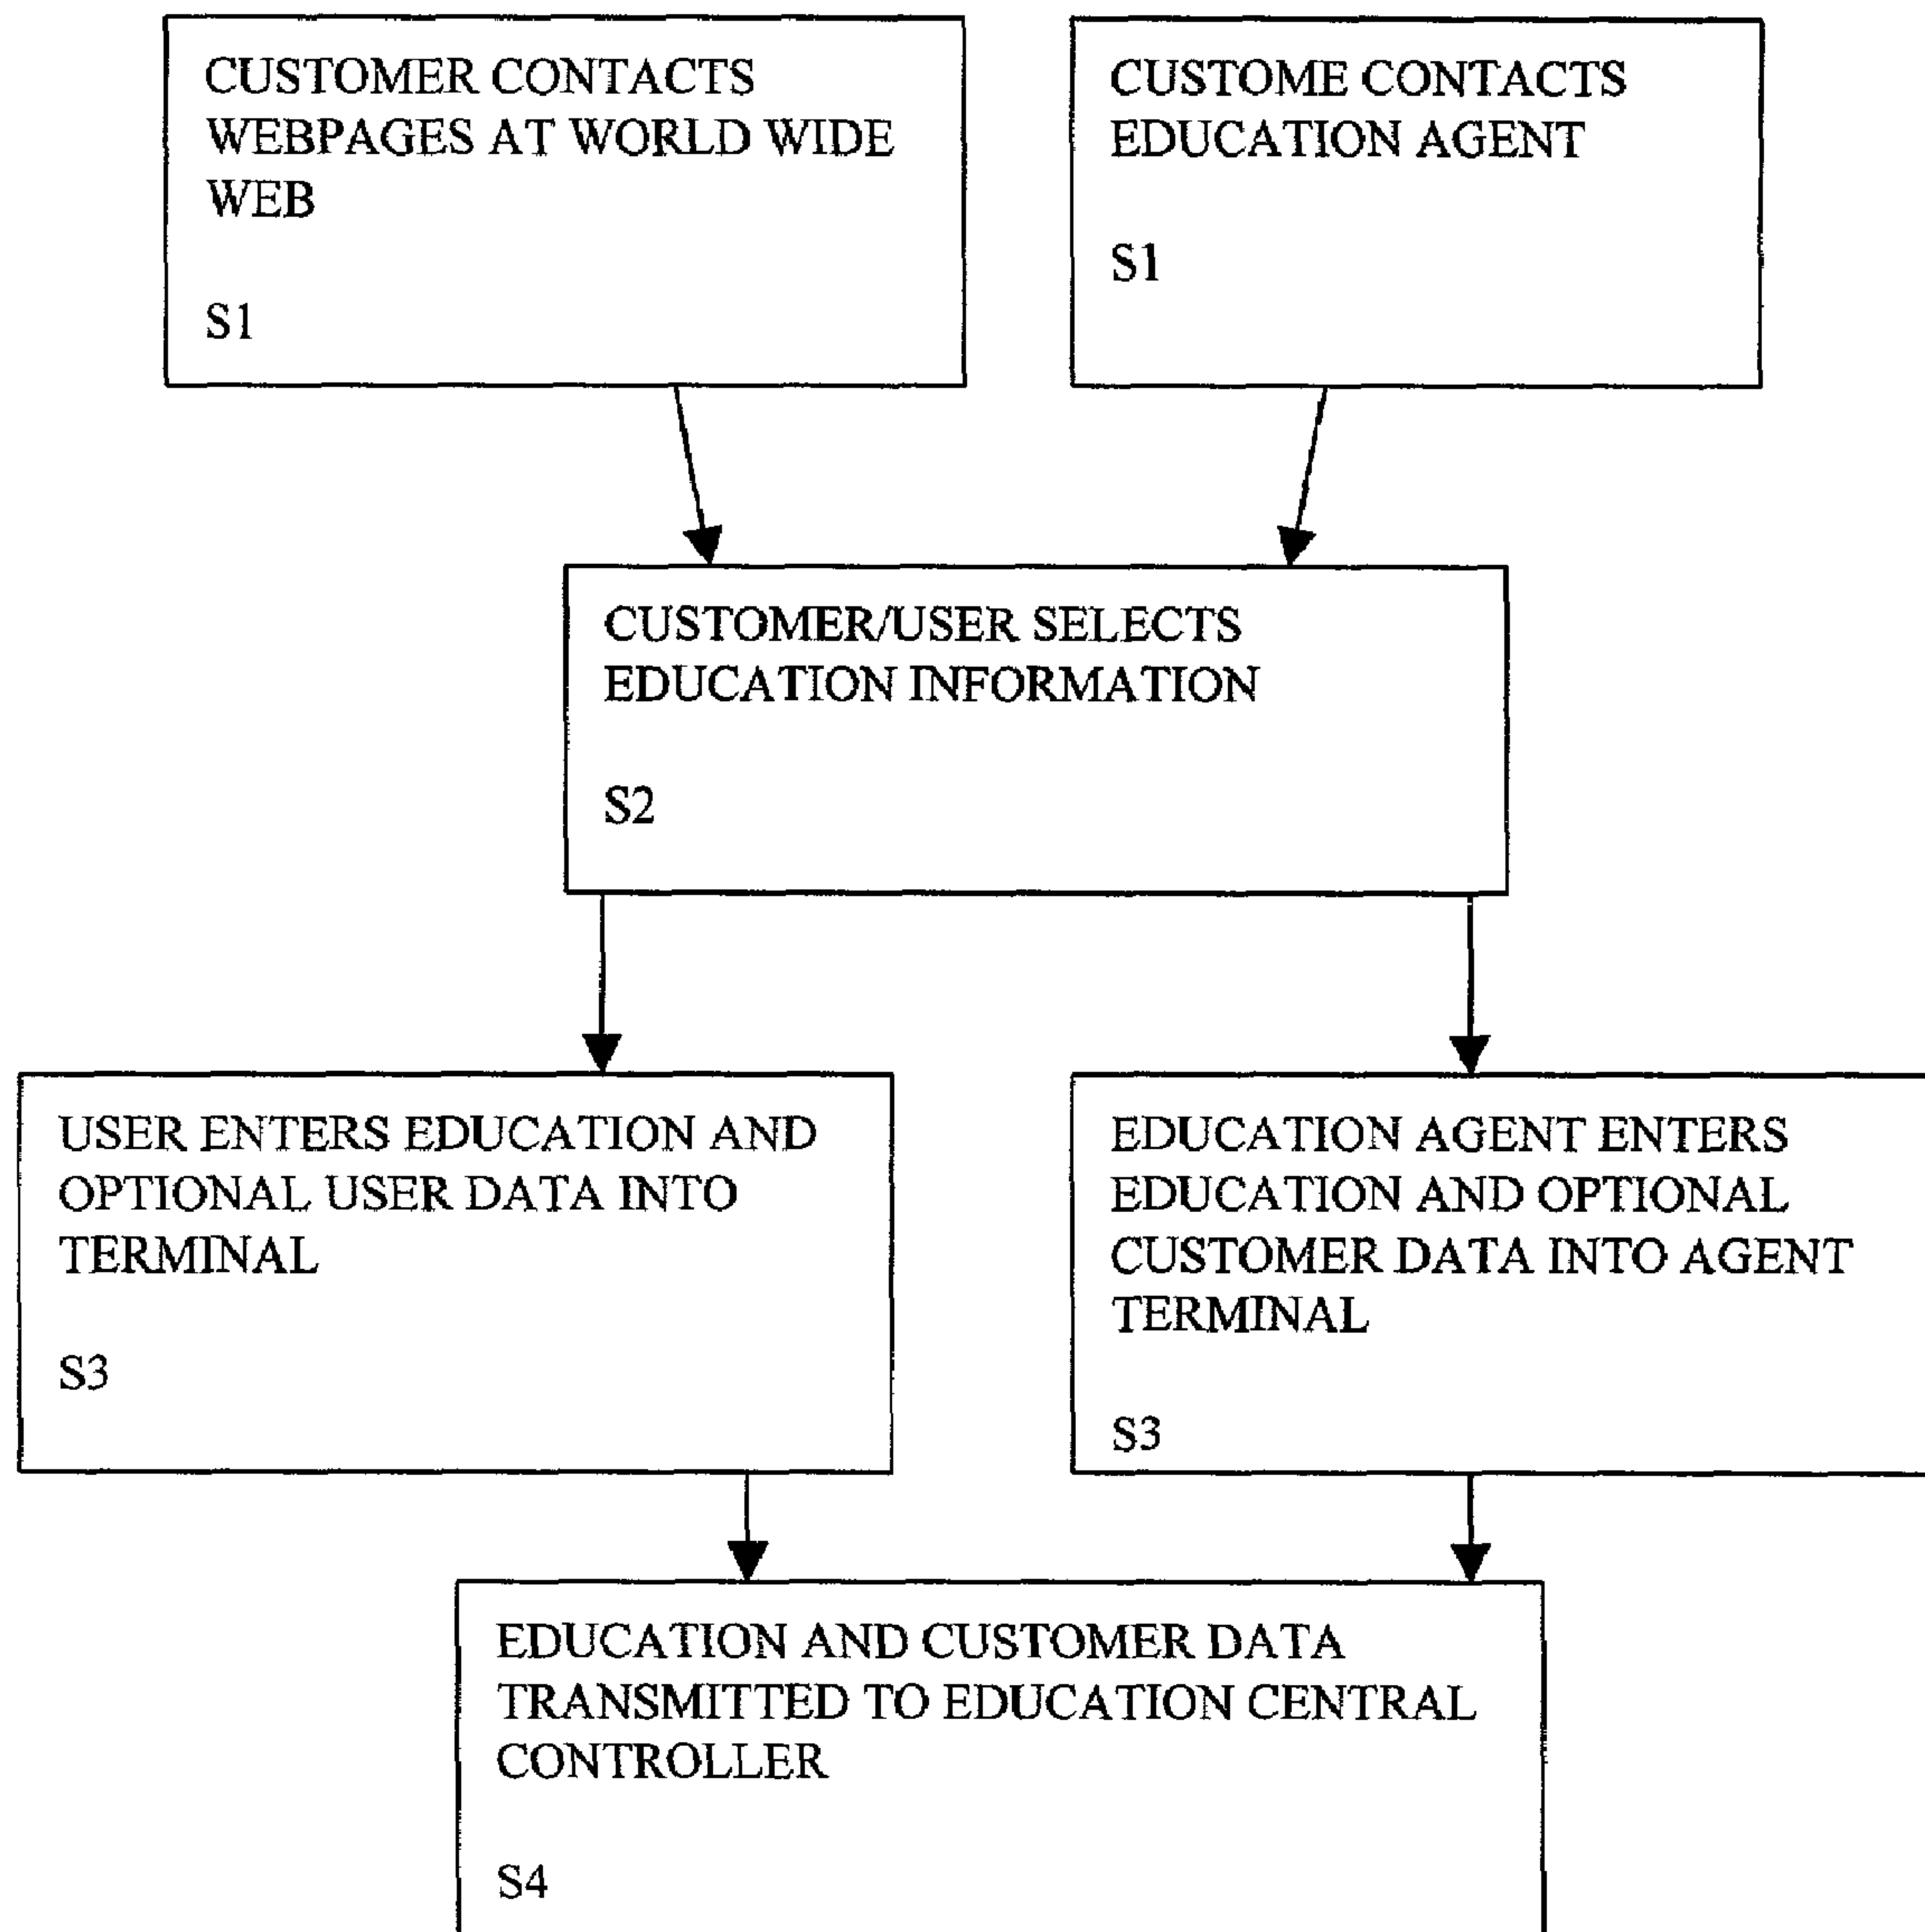 CUSTOMER CONTACTS
WEBPAGES AT WORLD WIDE
WEB
S1
CUSTOME CONTACTS
EDUCATION AGENT
S1
CUSTOMER/USER SELECTS
EDUCATION INFORMATION
S2
USER ENTERS EDUCATION AND
OPTIONAL USER DATA INTO
TERMINAL
S3
EDUCATION AGENT ENTERS
EDUCATION AND OPTIONAL
CUSTOMER DATA INTO AGENT
TERMINAL
S3
EDUCATION AND CUSTOMER DATA
TRANSMITTED TO EDUCATION CENTRAL
CONTROLLER
S4